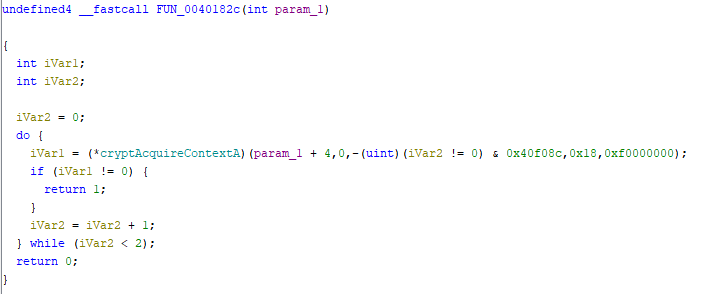 undefined4 __fastcall FUN_0040182c(int param_1)
{
int iVar1;
int iVar2;
iVar2 = 0;
do {
iVar1 = (*cryptAcquireContextA)(param_1 + 4,0,-(uint)(iVar2 != 0) & 0x40f08c,0x18,0xf0000000);
if (iVar1 != 0) {
return 1;
}
iVar2 = iVar2 + 1;
} while (iVar2 < 2);
return 0;
}